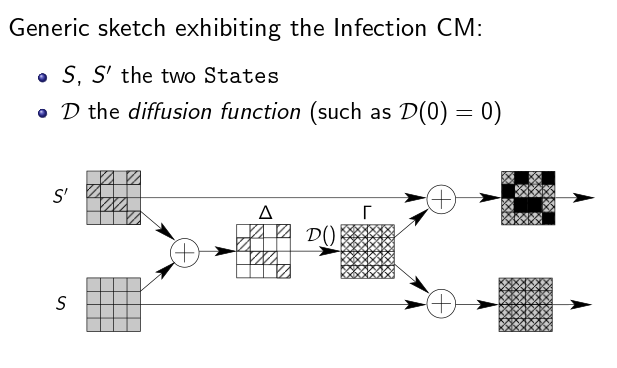 Generic sketch exhibiting the Infection CM:
S, S′ the two States
𝒟 the diffusion function (such as 𝒟(0) = 0)
S′
Δ
𝒟()
Γ
S